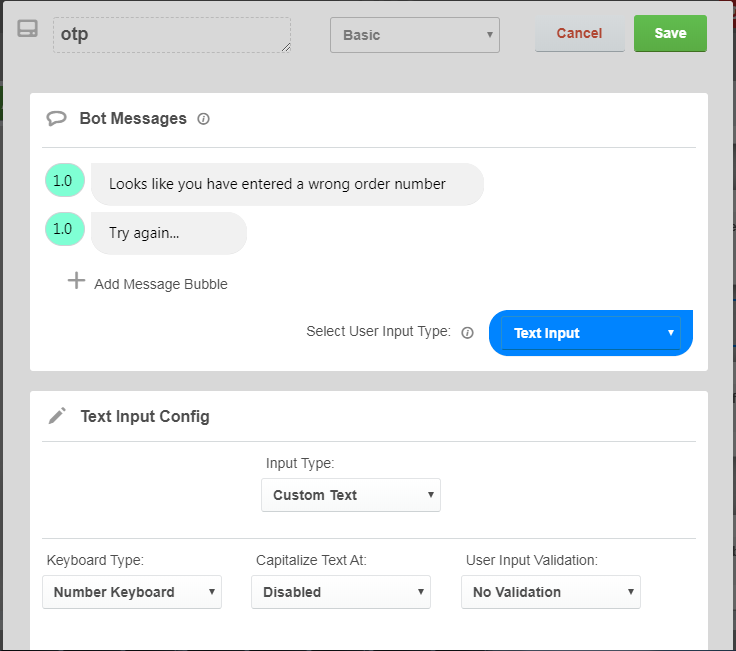 otp
Basic
Cancel
Save
Bot Messages
1.0
Looks like you have entered a wrong order number
1.0
Try again...
Add Message Bubble
Select User Input Type:
Text Input
Text Input Config
Input Type:
Custom Text
Keyboard Type:
Capitalize Text At:
User Input Validation:
Number Keyboard
Disabled
No Validation